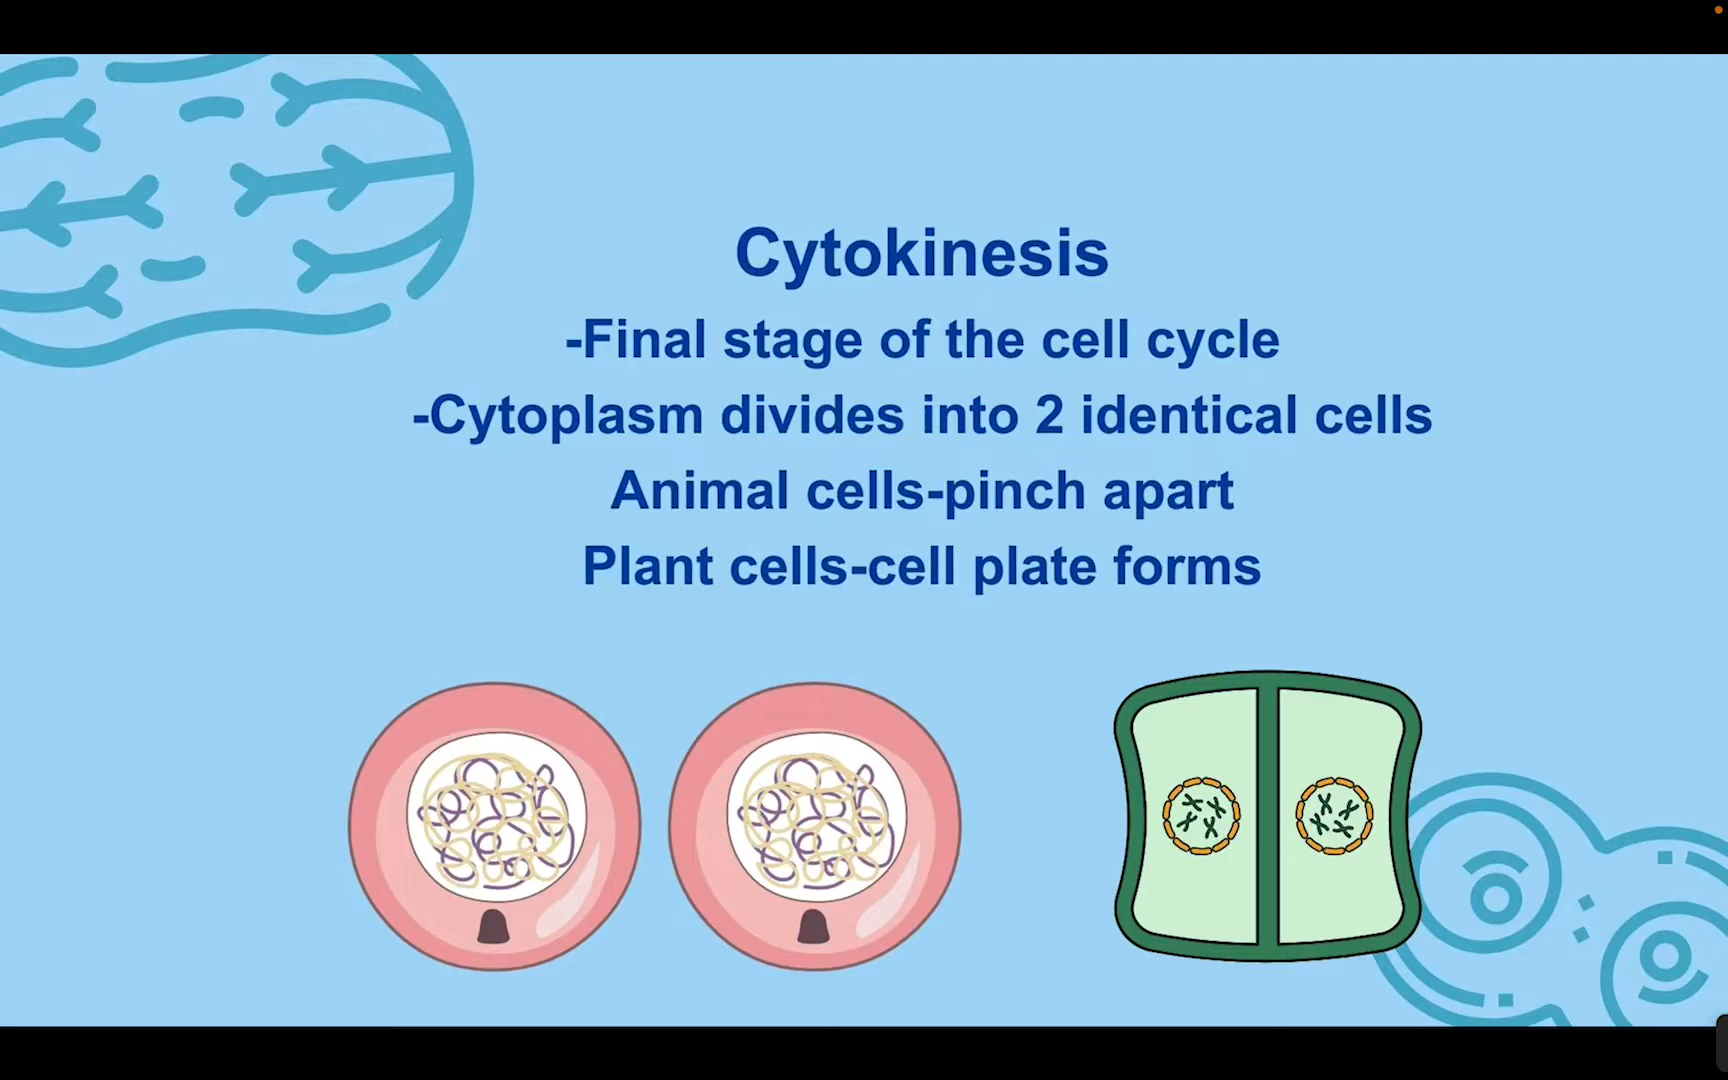 Cytokinesis
-Final stage of the cell cycle
-Cytoplasm divides into 2 identical cells
Animal cells-pinch apart
Plant cells-cell plate forms